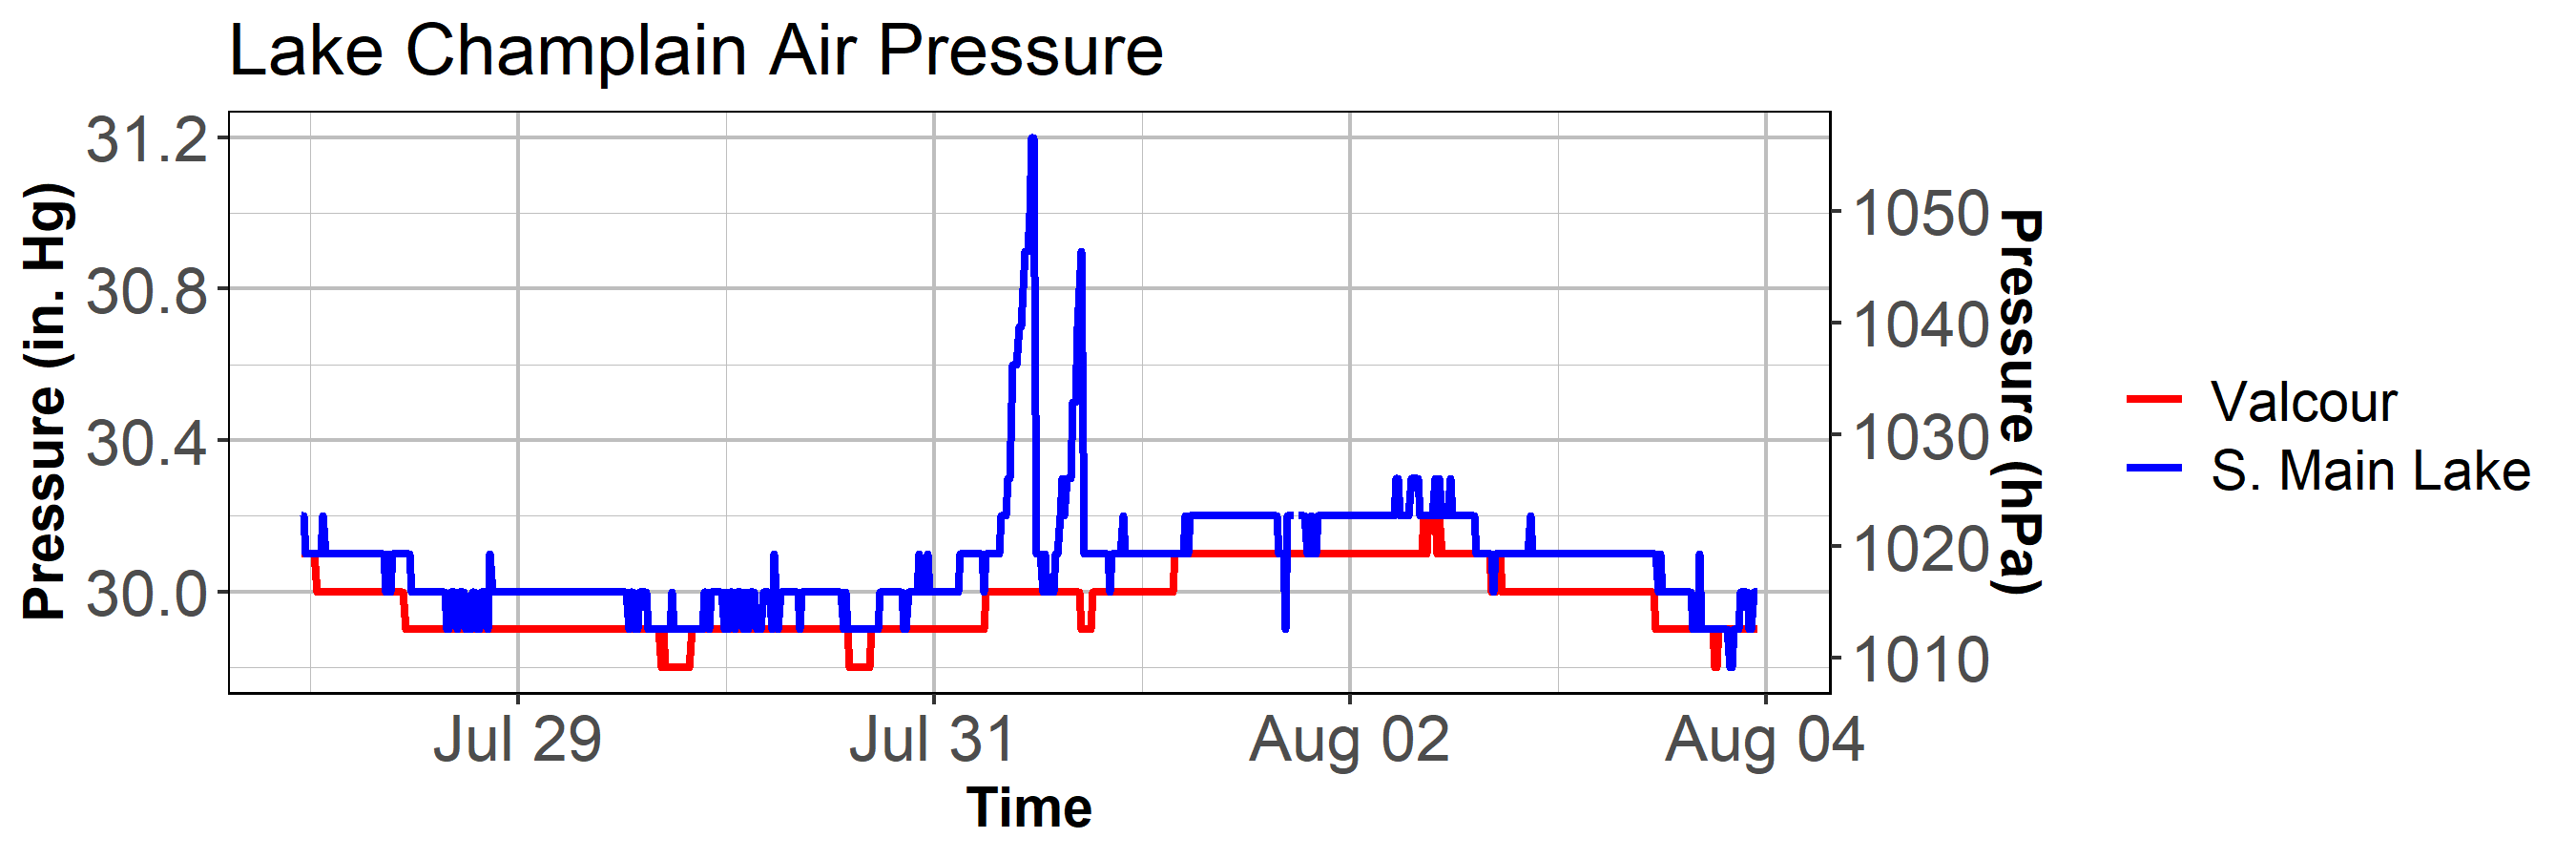 Lake Champlain Air Pressure
Pressure (in. Hg)
31.2
30.8
30.4
30.0
1050
1040
1030
1020
1010
Pressure (hPa)
Jul 29
Jul 31
Aug 02
Aug 04
Time
Valcour
S. Main Lake